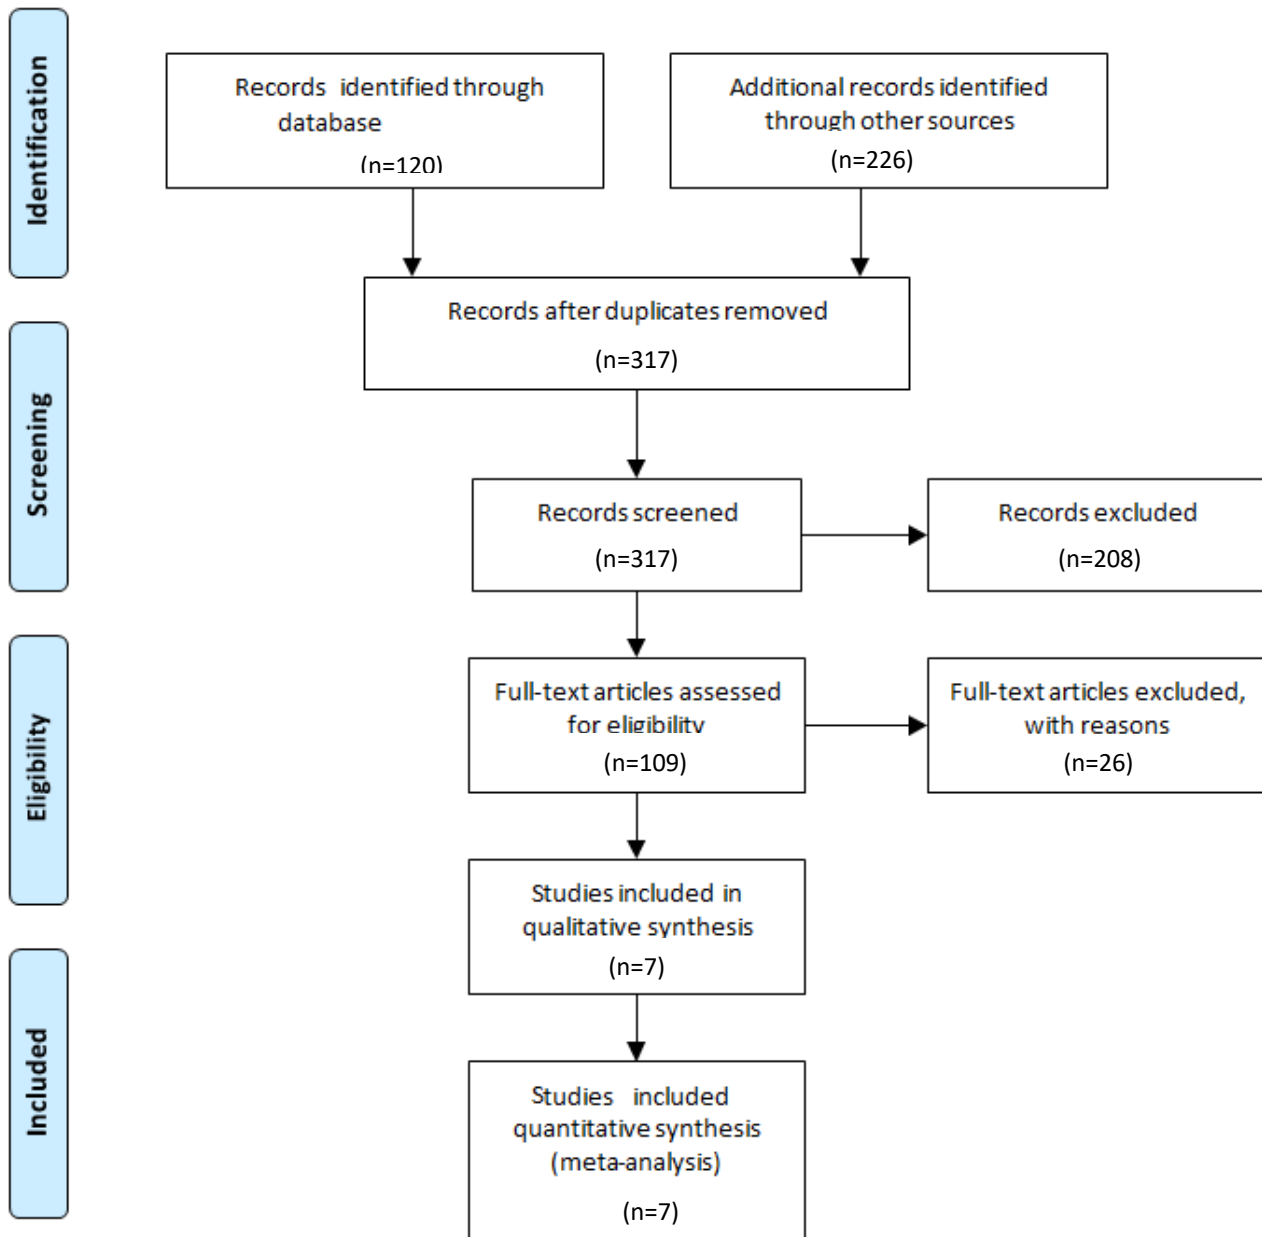 Identification
Records identified through
database
(n=120)
Additional records identified
through other sources
(n=226)
Records after duplicates removed
(n=317)
Screening
Records screened
(n=317)
Records excluded
(n=208)
Eligibility
Full-text articles assessed
for eligibility
(n=109)
Full-text articles excluded,
with reasons
(n=26)
Studies included in
qualitative synthesis
(n=7)
Included
Studies included
quantitative synthesis
(meta-analysis)
(n=7)